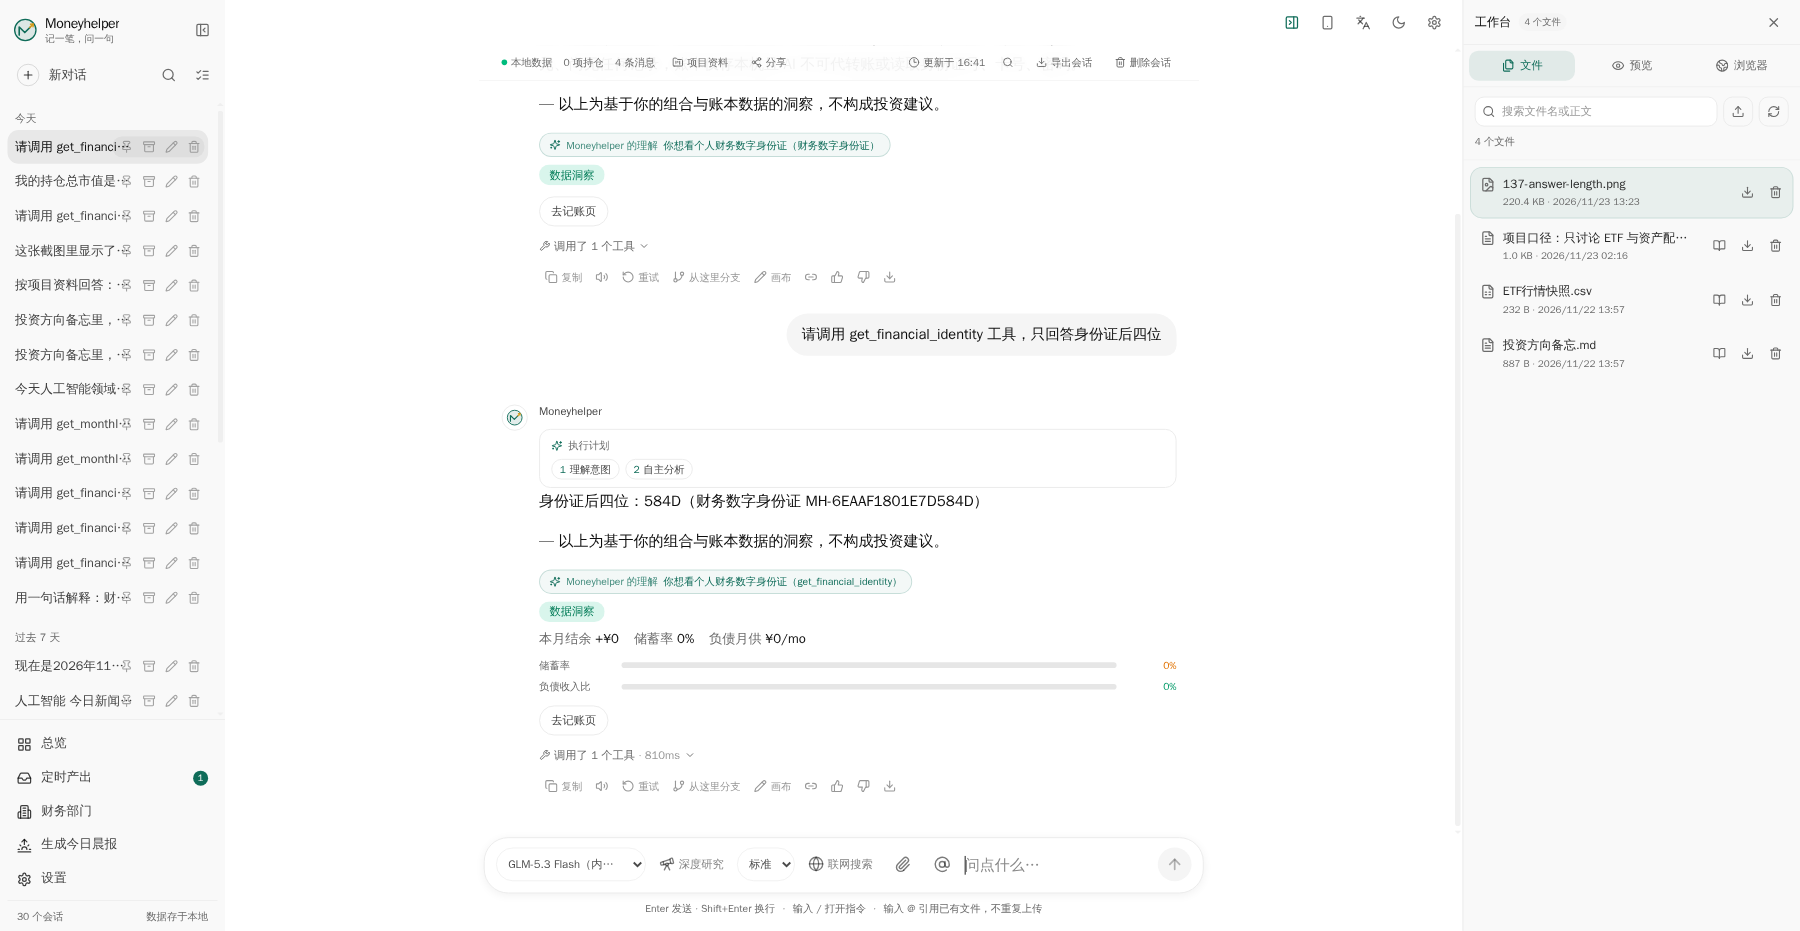 Moneyhelper
记一笔，问一句
新对话
今天
请调用 get_financi···
我的持仓总市值是···
请调用 get_financi···
这张截图里显示了···
按项目资料回答：···
投资方向备忘里，···
投资方向备忘里，···
今天人工智能领域···
请调用 get_monthl···
请调用 get_monthl···
请调用 get_financi···
请调用 get_financi···
请调用 get_financi···
用一句话解释：财···
过去 7 天
现在是2026年11···
人工智能 今日新闻···
总览
定时产出 1
财务部门
生成今日晨报
设置
30 个会话 数据存于本地
本地数据 0 项持仓 4 条消息 项目资料 分享 更新于 16:41 导出会话 删除会话
— 以上为基于你的组合与账本数据的洞察，不构成投资建议。
Moneyhelper 的理解 你想看个人财务数字身份证（财务数字身份证）
数据洞察
去记账页
调用了 1 个工具
复制 重试 从这里分支 画布
请调用 get_financial_identity 工具，只回答身份证后四位
Moneyhelper
执行计划
1 理解意图 2 自主分析
身份证后四位：584D（财务数字身份证 MH-6EAAF1801E7D584D）
— 以上为基于你的组合与账本数据的洞察，不构成投资建议。
Moneyhelper 的理解 你想看个人财务数字身份证（get_financial_identity）
数据洞察
本月结余 +¥0 储蓄率 0% 负债月供 ¥0/mo
储蓄率 0%
负债收入比 0%
去记账页
调用了 1 个工具 · 810ms
复制 重试 从这里分支 画布
GLM-5.3 Flash（内··· 深度研究 标准 联网搜索 问点什么···
Enter 发送 · Shift+Enter 换行 · 输入 / 打开指令 · 输入 @ 引用已有文件，不重复上传
工作台 4 个文件
文件 预览 浏览器
搜索文件名或正文
4 个文件
137-answer-length.png
220.4 KB · 2026/11/23 13:23
项目口径：只讨论 ETF 与资产配···
1.0 KB · 2026/11/23 02:16
ETF行情快照.csv
232 B · 2026/11/22 13:57
投资方向备忘.md
887 B · 2026/11/22 13:57